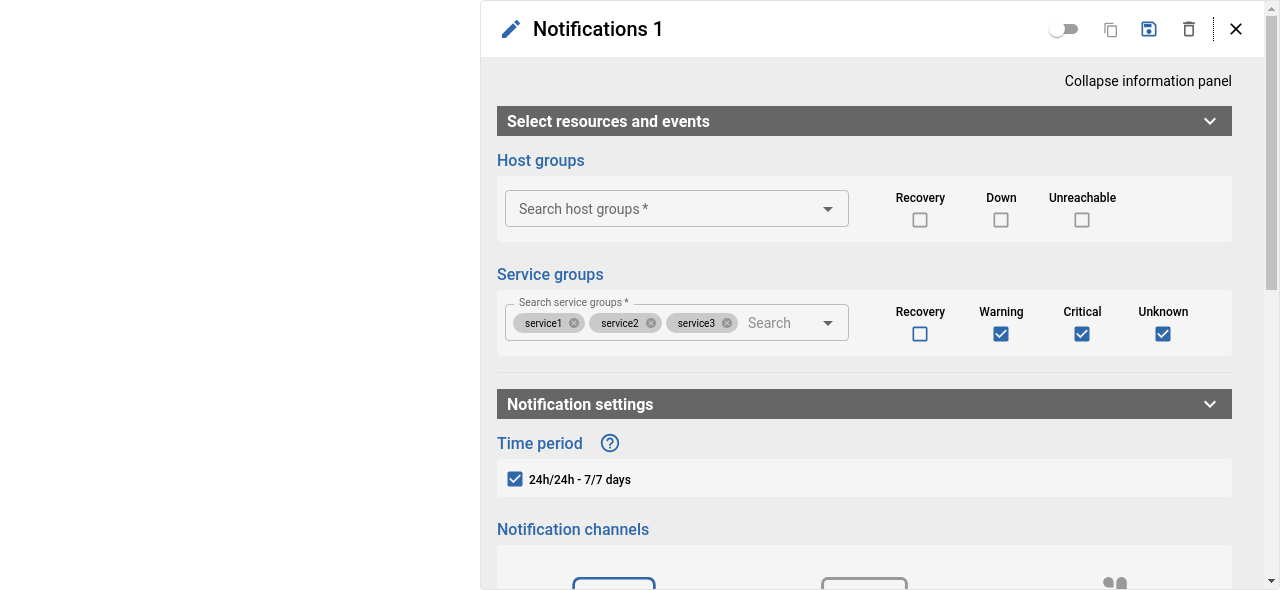 Notifications 1
Collapse information panel
Select resources and events
Host groups
Search host groups *
Recovery Down Unreachable
Service groups
Search service groups *
service1 service2 service3 Search
Recovery Warning Critical Unknown
Notification settings
Time period ?
24h/24h - 7/7 days
Notification channels